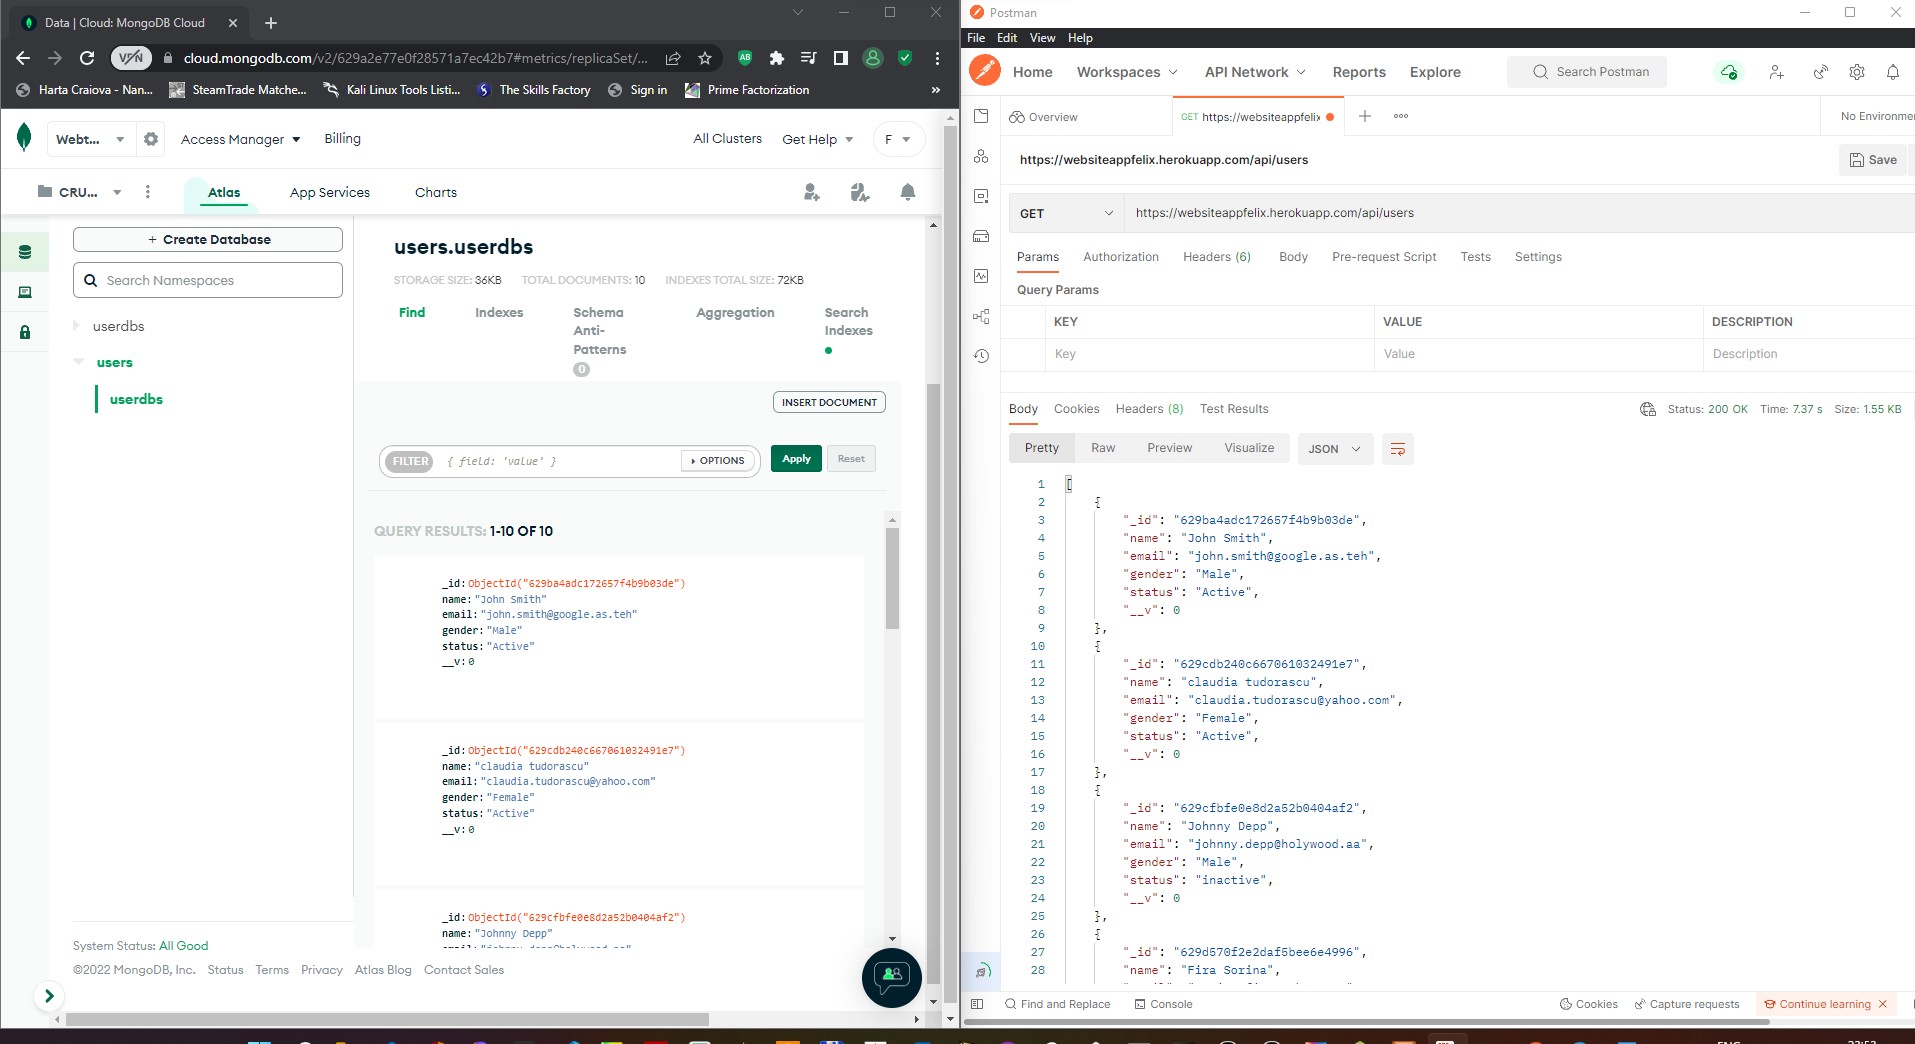 Data | Cloud: MongoDB Cloud
VPN
cloud.mongodb.com/v2/629a2e77e0f28571a7ec42b7#metrics/replicaSet/...
Harta Craiova - Nan... SteamTrade Matche... Kali Linux Tools Listi... The Skills Factory Sign in Prime Factorization »
Webt... Access Manager Billing All Clusters Get Help F
CRU... Atlas App Services Charts
+ Create Database
Search Namespaces
userdbs
users
userdbs
System Status: All Good
©2022 MongoDB, Inc. Status Terms Privacy Atlas Blog Contact Sales
users.userdbs
STORAGE SIZE: 36KB TOTAL DOCUMENTS: 10 INDEXES TOTAL SIZE: 72KB
Find Indexes Schema Anti-Patterns 0 Aggregation Search Indexes
INSERT DOCUMENT
FILTER { field: 'value' } OPTIONS Apply Reset
QUERY RESULTS: 1-10 OF 10
_id: ObjectId("629ba4adc172657f4b9b03de")
name: "John Smith"
email: "john.smith@google.as.teh"
gender: "Male"
status: "Active"
__v: 0
_id: ObjectId("629cdb240c667061032491e7")
name: "claudia tudorascu"
email: "claudia.tudorascu@yahoo.com"
gender: "Female"
status: "Active"
__v: 0
_id: ObjectId("629cfbfe0e8d2a52b0404af2")
name: "Johnny Depp"
Postman
File Edit View Help
Home Workspaces API Network Reports Explore Search Postman
Overview GET https://websiteappfelix + ooo No Environme
https://websiteappfelix.herokuapp.com/api/users Save
GET https://websiteappfelix.herokuapp.com/api/users
Params Authorization Headers (6) Body Pre-request Script Tests Settings
Query Params
KEY VALUE DESCRIPTION
Key Value Description
Body Cookies Headers (8) Test Results Status: 200 OK Time: 7.37 s Size: 1.55 KB
Pretty Raw Preview Visualize JSON
1 [
2 {
3 "_id": "629ba4adc172657f4b9b03de",
4 "name": "John Smith",
5 "email": "john.smith@google.as.teh",
6 "gender": "Male",
7 "status": "Active",
8 "__v": 0
9 },
10 {
11 "_id": "629cdb240c667061032491e7",
12 "name": "claudia tudorascu",
13 "email": "claudia.tudorascu@yahoo.com",
14 "gender": "Female",
15 "status": "Active",
16 "__v": 0
17 },
18 {
19 "_id": "629cfbfe0e8d2a52b0404af2",
20 "name": "Johnny Depp",
21 "email": "johnny.depp@holywood.aa",
22 "gender": "Male",
23 "status": "inactive",
24 "__v": 0
25 },
26 {
27 "_id": "629d570f2e2daf5bee6e4996",
28 "name": "Fira Sorina",
Find and Replace Console Cookies Capture requests Continue learning